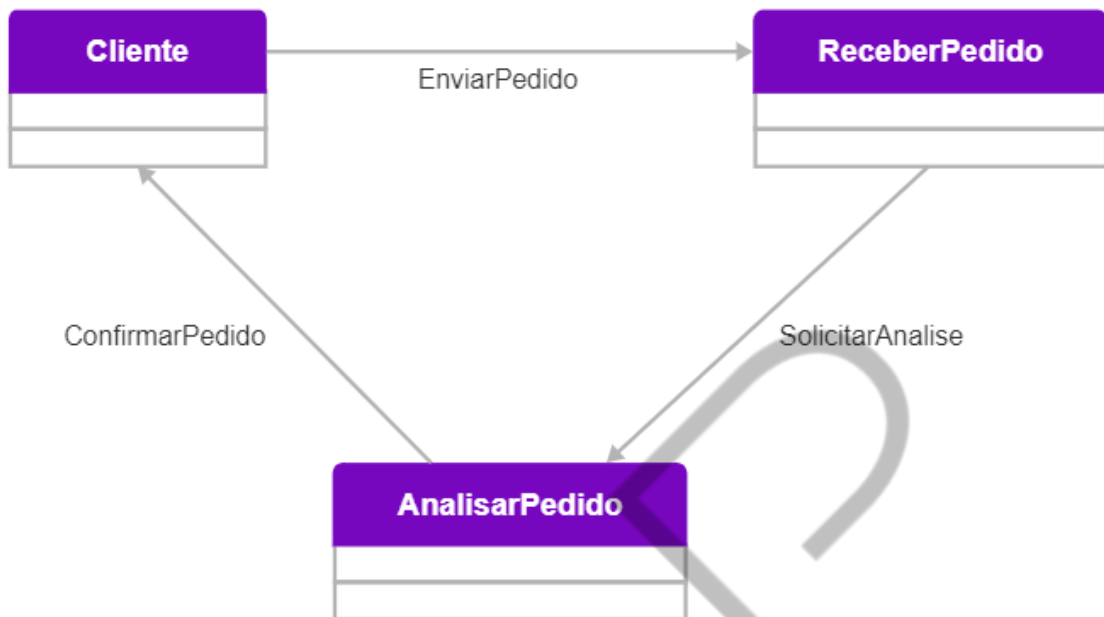 Cliente
ReceberPedido
EnviarPedido
ConfirmarPedido
SolicitarAnalise
AnalisarPedido